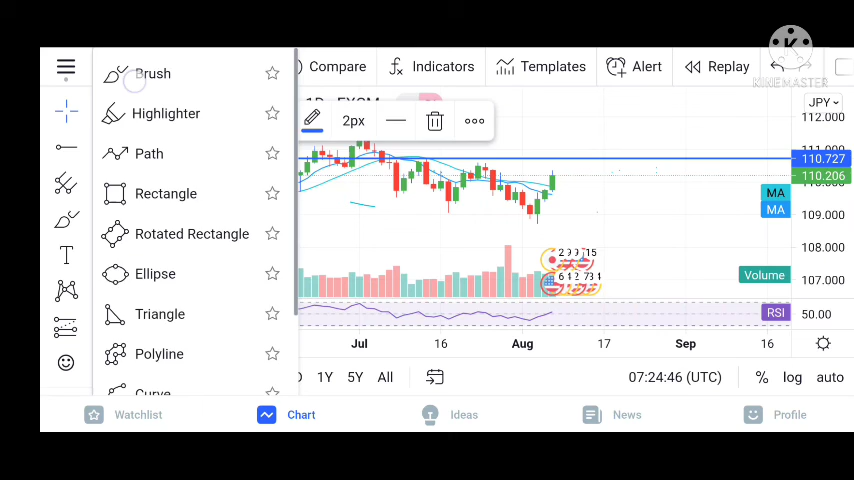 KINEMASTER
Compare
Indicators
Templates
Alert
Replay
Brush
Highlighter
Path
Rectangle
Rotated Rectangle
Ellipse
Triangle
Polyline
Curve
2px
JPY
112.000
110.727
110.206
109.000
108.000
107.000
50.00
MA
MA
Volume
RSI
Jul
16
Aug
17
Sep
16
1Y
5Y
All
07:24:46 (UTC)
%
log
auto
Watchlist
Chart
Ideas
News
Profile